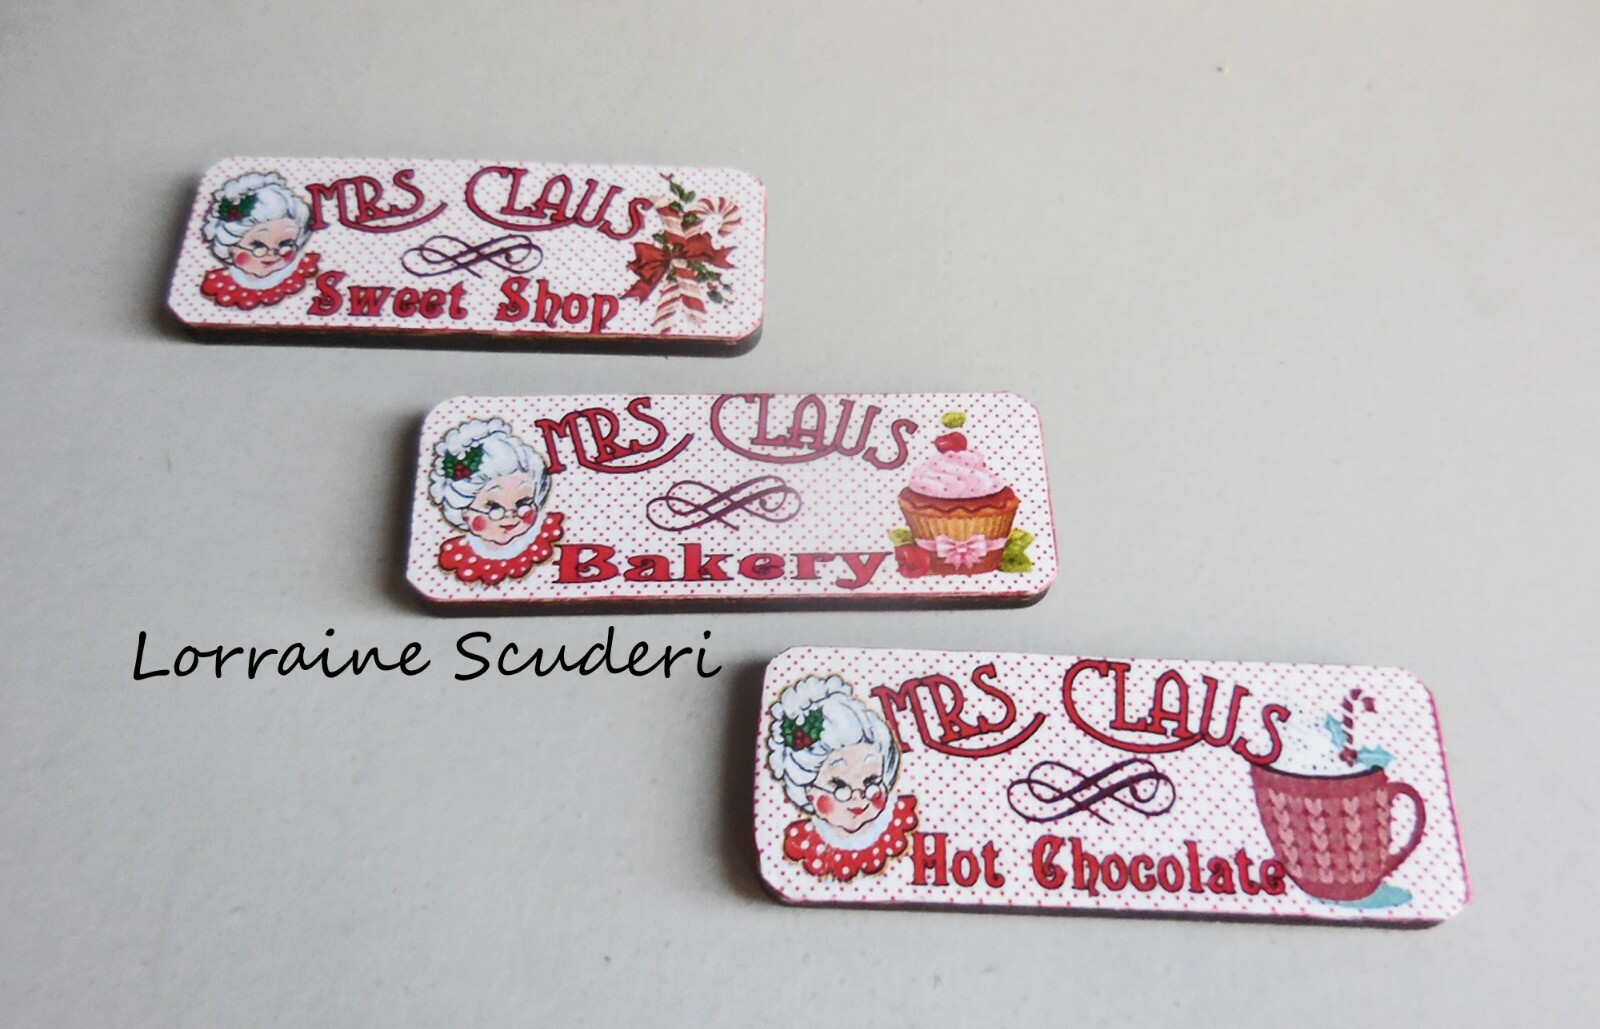 MRS CLAUS
Sweet Shop
MRS CLAUS
Bakery
Lorraine Scuderi
MRS CLAUS
Hot Chocolate